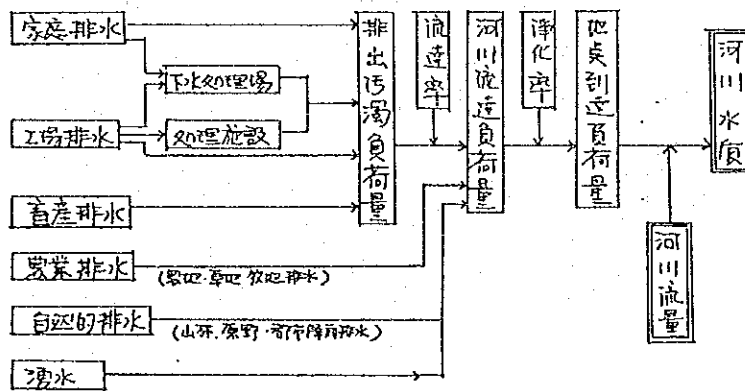 家庭排水
下水処理場
工場排水
処理施設
畜産排水
農業排水
(農地・草地・牧地排水)
自然的排水
(山林、原野・都市降雨排水)
湧水
排出汚濁負荷量
流達率
河川流達負荷量
浄化率
地点到達負荷量
河川流量
河川水質